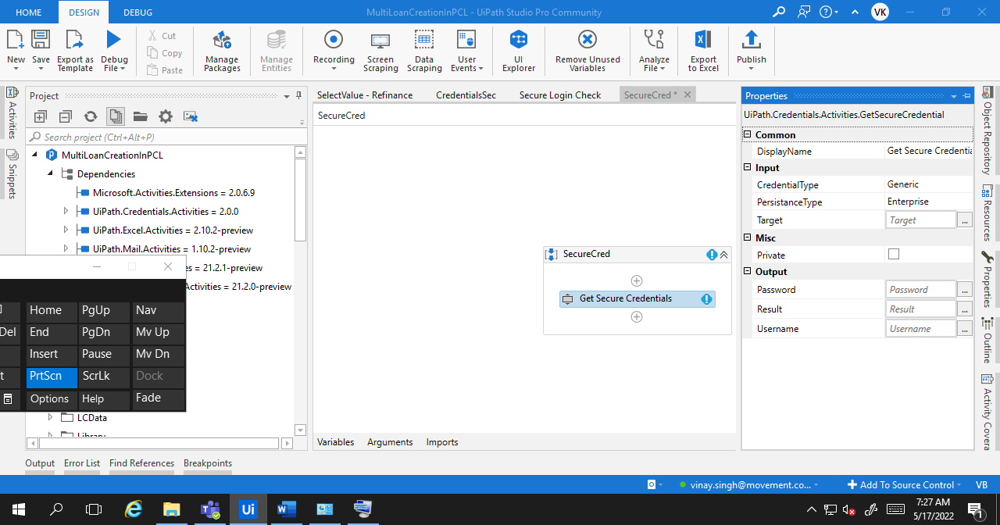 HOME DESIGN DEBUG MultiLoanCreationInPCL - UiPath Studio Pro Community VK
New Save Export as Template Debug File Cut Copy Paste Manage Packages Manage Entities Recording Screen Scraping Data Scraping User Events UI Explorer Remove Unused Variables Analyze File Export to Excel Publish
Activities
Snippets
Project
Search project (Ctrl+Alt+P)
MultiLoanCreationInPCL
Dependencies
Microsoft.Activities.Extensions = 2.0.6.9
UiPath.Credentials.Activities = 2.0.0
UiPath.Excel.Activities = 2.10.2-preview
UiPath.Mail.Activities = 1.10.2-preview
es = 21.2.1-preview
Activities = 21.2.0-preview
Home PgUp Nav
Del End PgDn Mv Up
Insert Pause Mv Dn
t PrtScn ScrLk Dock
Options Help Fade
LCData
Library
SelectValue - Refinance CredentialsSec Secure Login Check SecureCred *
SecureCred
SecureCred
Get Secure Credentials
Variables Arguments Imports
Properties
UiPath.Credentials.Activities.GetSecureCredential
Common
DisplayName Get Secure Credentia
Input
CredentialType Generic
PersistanceType Enterprise
Target Target ...
Misc
Private
Output
Password Password ...
Result Result ...
Username Username ...
Object Repository
Resources
Properties
Outline
Activity Covera
Output Error List Find References Breakpoints
vinay.singh@movement.co... Add To Source Control VB
Ui 7:27 AM
5/17/2022 1